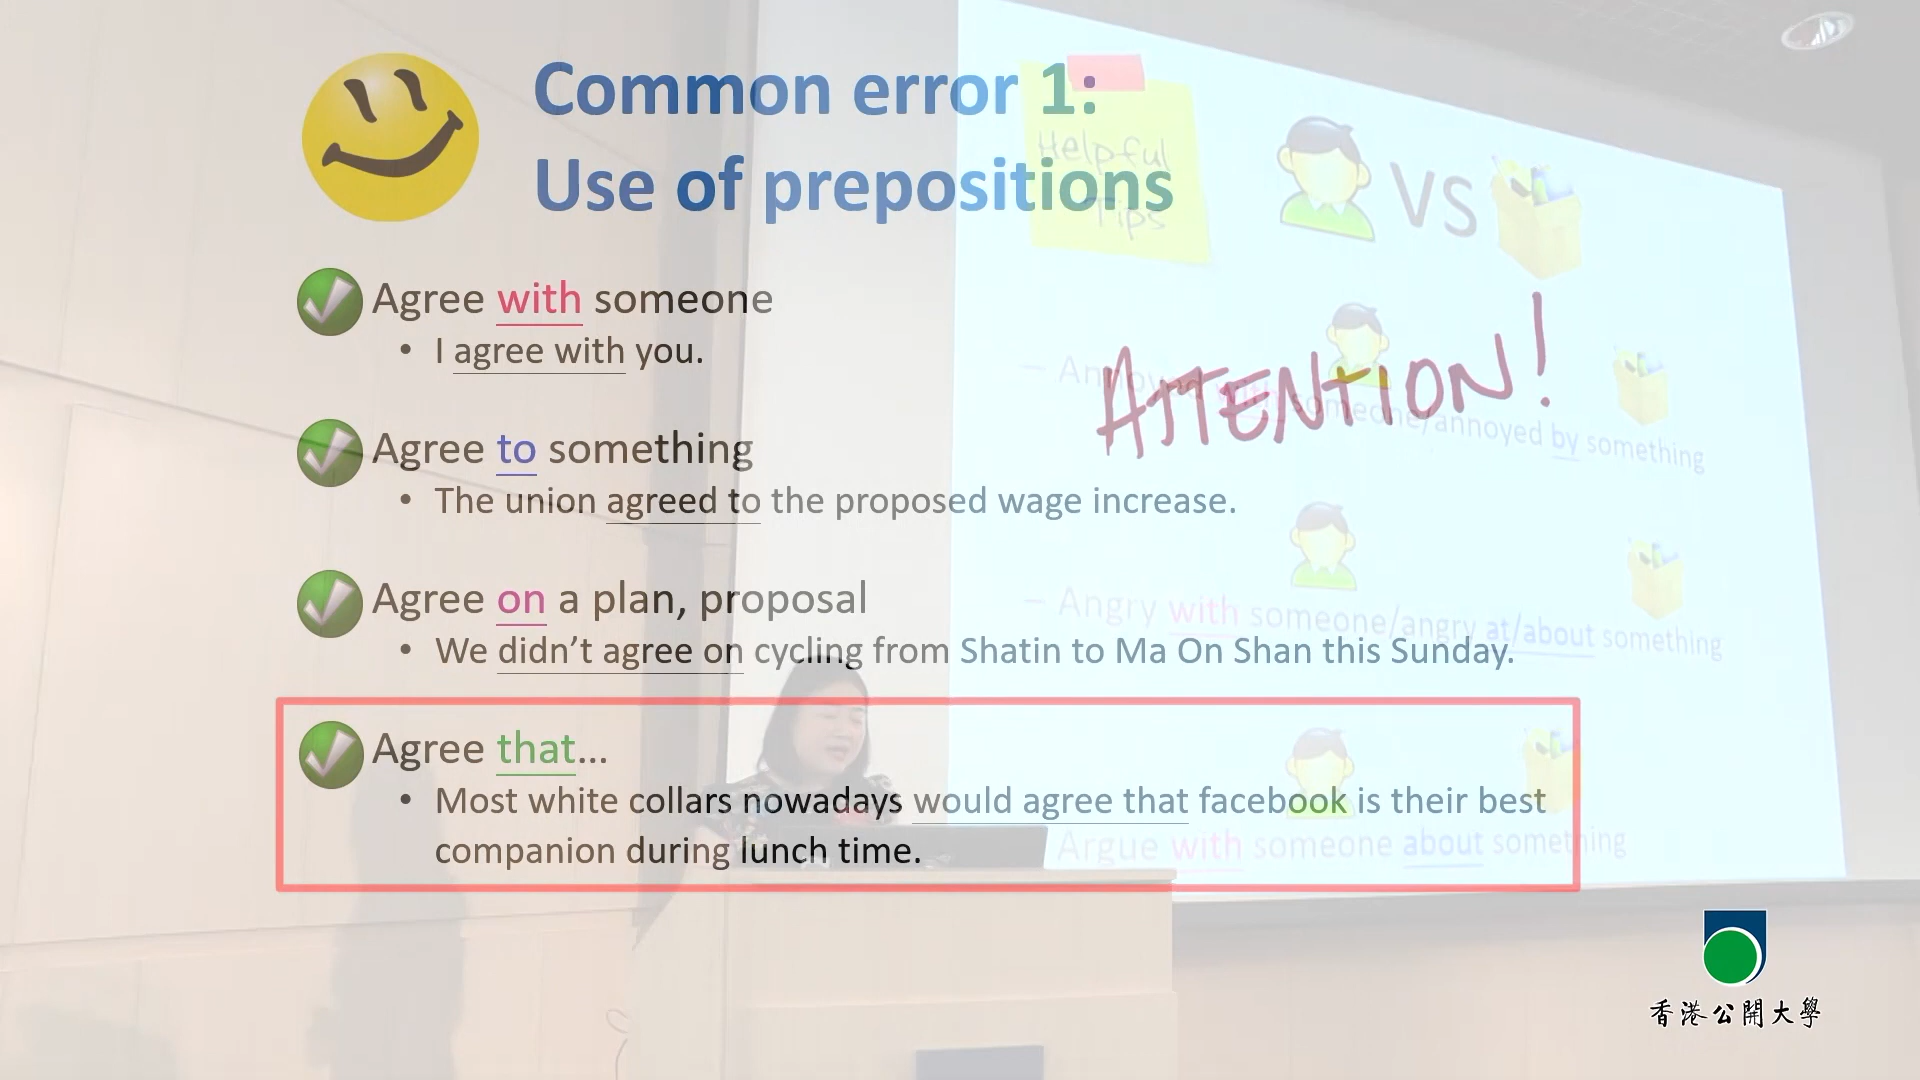 Common error 1:
Use of prepositions
Agree with someone
• I agree with you.
Agree to something
• The union agreed to the proposed wage increase.
Agree on a plan, proposal
• We didn’t agree on cycling from Shatin to Ma On Shan this Sunday.
Agree that...
• Most white collars nowadays would agree that facebook is their best
companion during lunch time.
Helpful
Tips
VS
ATTENTION!
– Annoyed with someone/annoyed by something
– Angry with someone/angry at/about something
Argue with someone about something
香港公開大學